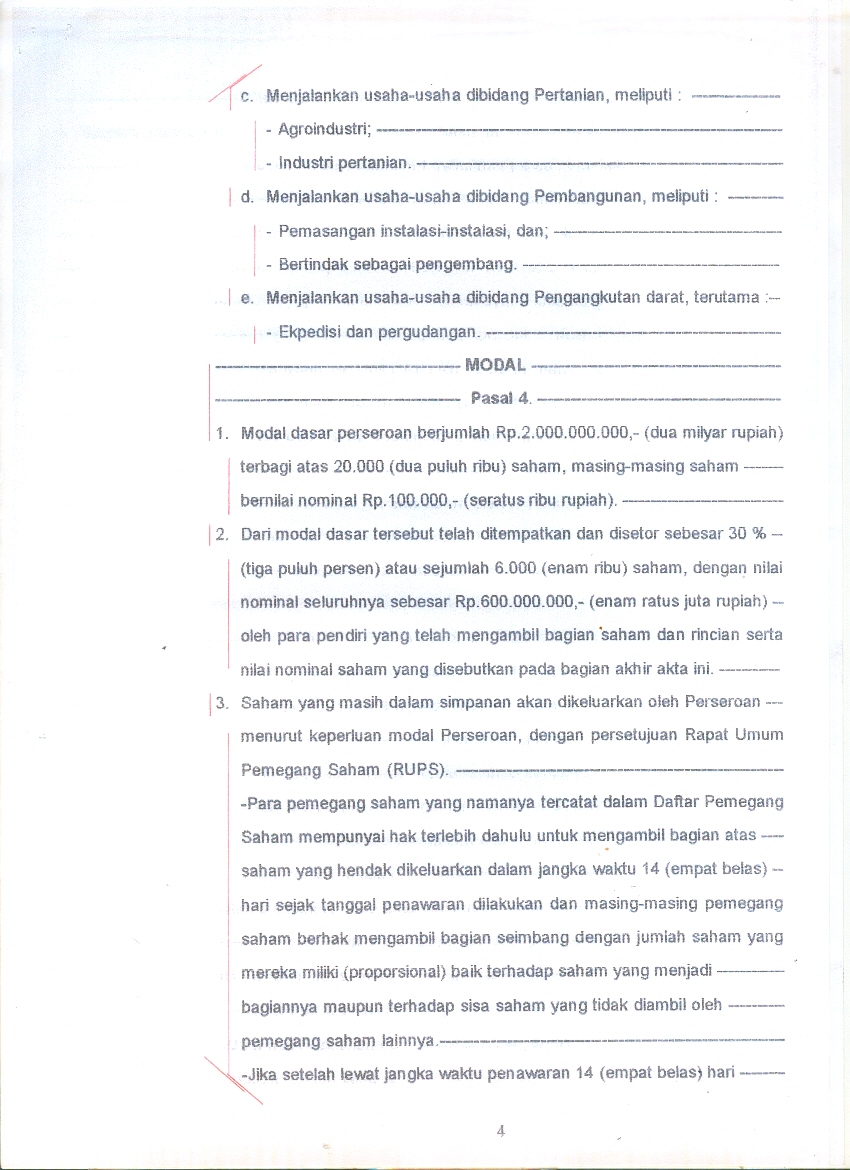 c. Menjalankan usaha-usaha dibidang Pertanian, meliputi : ----------
- Agroindustri; ----------
- Industri pertanian. ----------
d. Menjalankan usaha-usaha dibidang Pembangunan, meliputi : ----------
- Pemasangan instalasi-instalasi, dan; ----------
- Bertindak sebagai pengembang. ----------
e. Menjalankan usaha-usaha dibidang Pengangkutan darat, terutama :--
- Ekpedisi dan pergudangan. ----------
---------- MODAL ----------
---------- Pasal 4. ----------
1. Modal dasar perseroan berjumlah Rp.2.000.000.000,- (dua milyar rupiah)
terbagi atas 20.000 (dua puluh ribu) saham, masing-masing saham ------
bernilai nominal Rp.100.000,- (seratus ribu rupiah). ----------
2. Dari modal dasar tersebut telah ditempatkan dan disetor sebesar 30 % --
(tiga puluh persen) atau sejumlah 6.000 (enam ribu) saham, dengan nilai
nominal seluruhnya sebesar Rp.600.000.000,- (enam ratus juta rupiah) --
oleh para pendiri yang telah mengambil bagian saham dan rincian serta
nilai nominal saham yang disebutkan pada bagian akhir akta ini. ----------
3. Saham yang masih dalam simpanan akan dikeluarkan oleh Perseroan ---
menurut keperluan modal Perseroan, dengan persetujuan Rapat Umum
Pemegang Saham (RUPS). ----------
-Para pemegang saham yang namanya tercatat dalam Daftar Pemegang
Saham mempunyai hak terlebih dahulu untuk mengambil bagian atas ----
saham yang hendak dikeluarkan dalam jangka waktu 14 (empat belas) --
hari sejak tanggal penawaran dilakukan dan masing-masing pemegang
saham berhak mengambil bagian seimbang dengan jumlah saham yang
mereka miliki (proporsional) baik terhadap saham yang menjadi ----------
bagiannya maupun terhadap sisa saham yang tidak diambil oleh --------
pemegang saham lainnya.----------
-Jika setelah lewat jangka waktu penawaran 14 (empat belas) hari ------
4